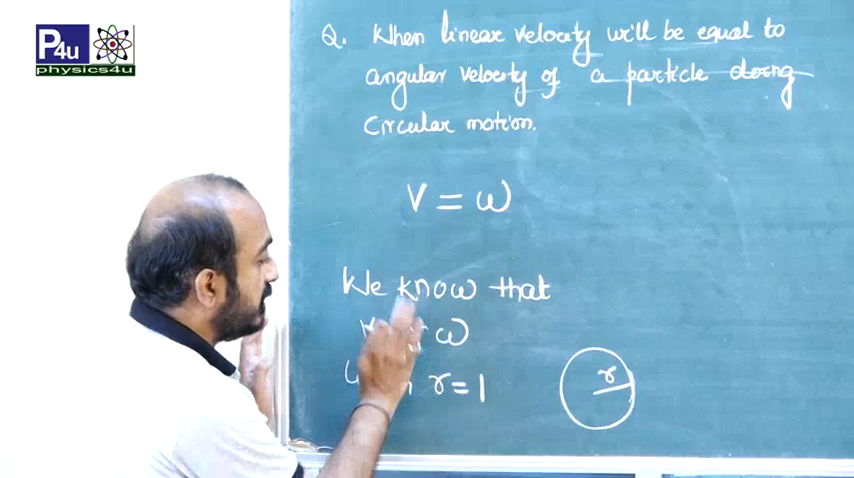 P4u
physics4u
Q. When linear velocity will be equal to
angular velocity of a particle doing
Circular motion.
V = ω
We know that
ω
r = 1
r